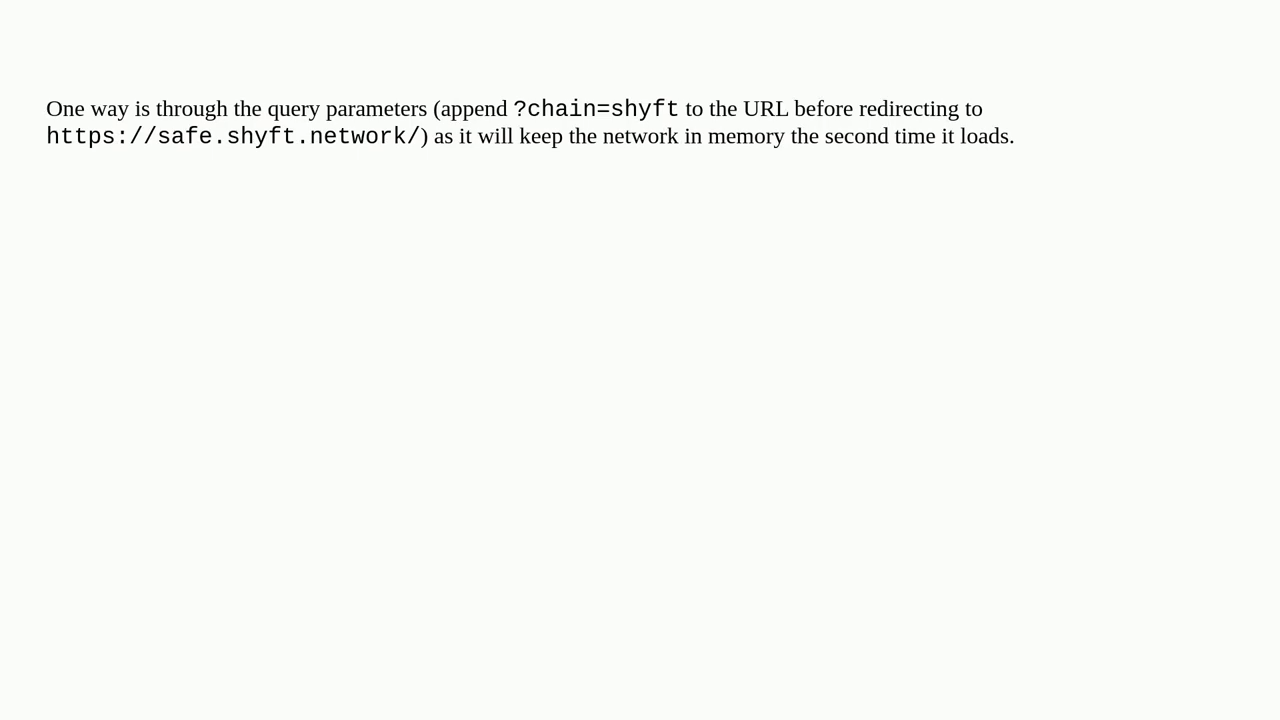 One way is through the query parameters (append ?chain=shyft to the URL before redirecting to
https://safe.shyft.network/) as it will keep the network in memory the second time it loads.